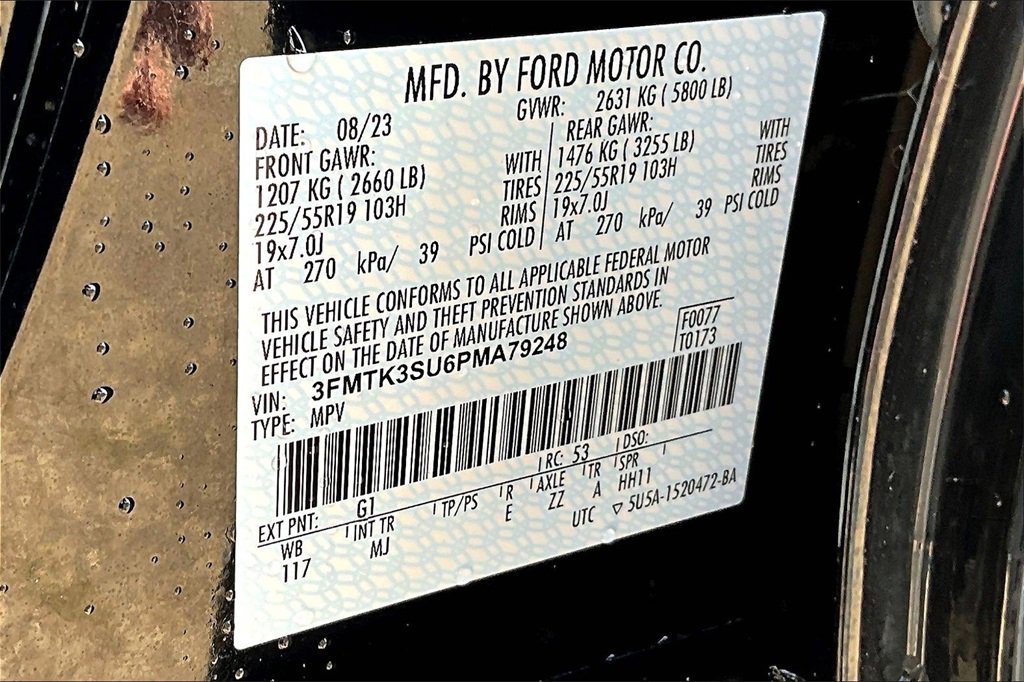 MFD. BY FORD MOTOR CO.
DATE: 08/23 GVWR: 2631 KG ( 5800 LB)
FRONT GAWR: REAR GAWR:
1207 KG ( 2660 LB) WITH 1476 KG ( 3255 LB) WITH
225/55R19 103H TIRES 225/55R19 103H TIRES
19x7.0J RIMS 19x7.0J RIMS
AT 270 kPa/ 39 PSI COLD AT 270 kPa/ 39 PSI COLD
THIS VEHICLE CONFORMS TO ALL APPLICABLE FEDERAL MOTOR
VEHICLE SAFETY AND THEFT PREVENTION STANDARDS IN
EFFECT ON THE DATE OF MANUFACTURE SHOWN ABOVE.
F0077
T0173
VIN: 3FMTK3SU6PMA79248
TYPE: MPV
EXT PNT: G1 RC: 53 DSO:
WB INT TR TP/PS R AXLE TR SPR
117 MJ E ZZ A HH11
UTC ▽ 5U5A-1520472-BA